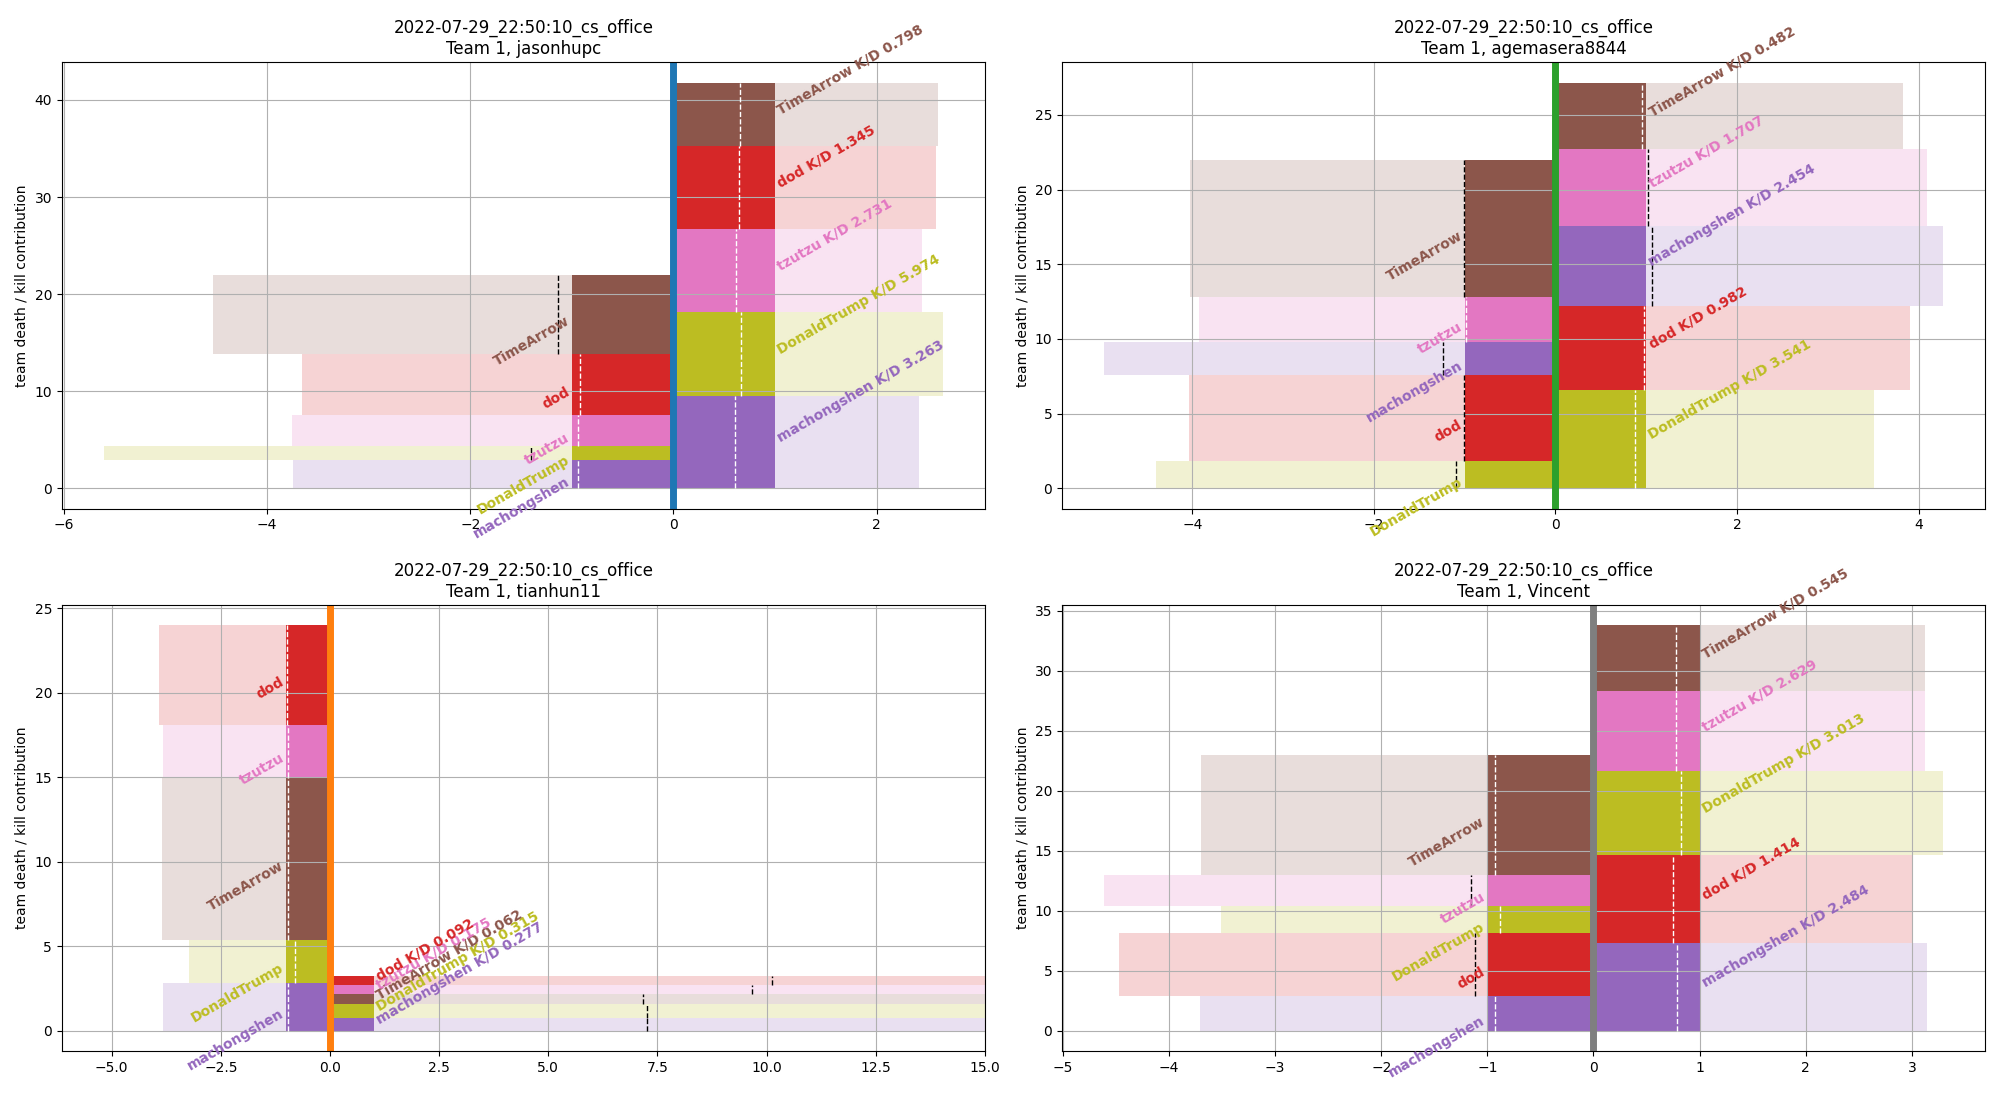 2022-07-29_22:50:10_cs_office
Team 1, jasonhupc
team death / kill contribution
40
30
20
10
0
−6
−4
−2
0
2
TimeArrow K/D 0.798
dod K/D 1.345
tzutzu K/D 2.731
DonaldTrump K/D 5.974
machongshen K/D 3.263
TimeArrow
dod
tzutzu
DonaldTrump
machongshen
2022-07-29_22:50:10_cs_office
Team 1, agemasera8844
team death / kill contribution
25
20
15
10
5
0
−4
−2
0
2
4
TimeArrow K/D 0.482
tzutzu K/D 1.707
machongshen K/D 2.454
dod K/D 0.982
DonaldTrump K/D 3.541
TimeArrow
tzutzu
machongshen
dod
DonaldTrump
2022-07-29_22:50:10_cs_office
Team 1, tianhun11
team death / kill contribution
25
20
15
10
5
0
−5.0
−2.5
0.0
2.5
5.0
7.5
10.0
12.5
15.0
dod K/D 0.092
tzutzu K/D 0.175
TimeArrow K/D 0.062
DonaldTrump K/D 0.315
machongshen K/D 0.277
dod
tzutzu
TimeArrow
DonaldTrump
machongshen
2022-07-29_22:50:10_cs_office
Team 1, Vincent
team death / kill contribution
35
30
25
20
15
10
5
0
−5
−4
−3
−2
−1
0
1
2
3
TimeArrow K/D 0.545
tzutzu K/D 2.629
DonaldTrump K/D 3.013
dod K/D 1.414
machongshen K/D 2.484
TimeArrow
tzutzu
DonaldTrump
dod
machongshen